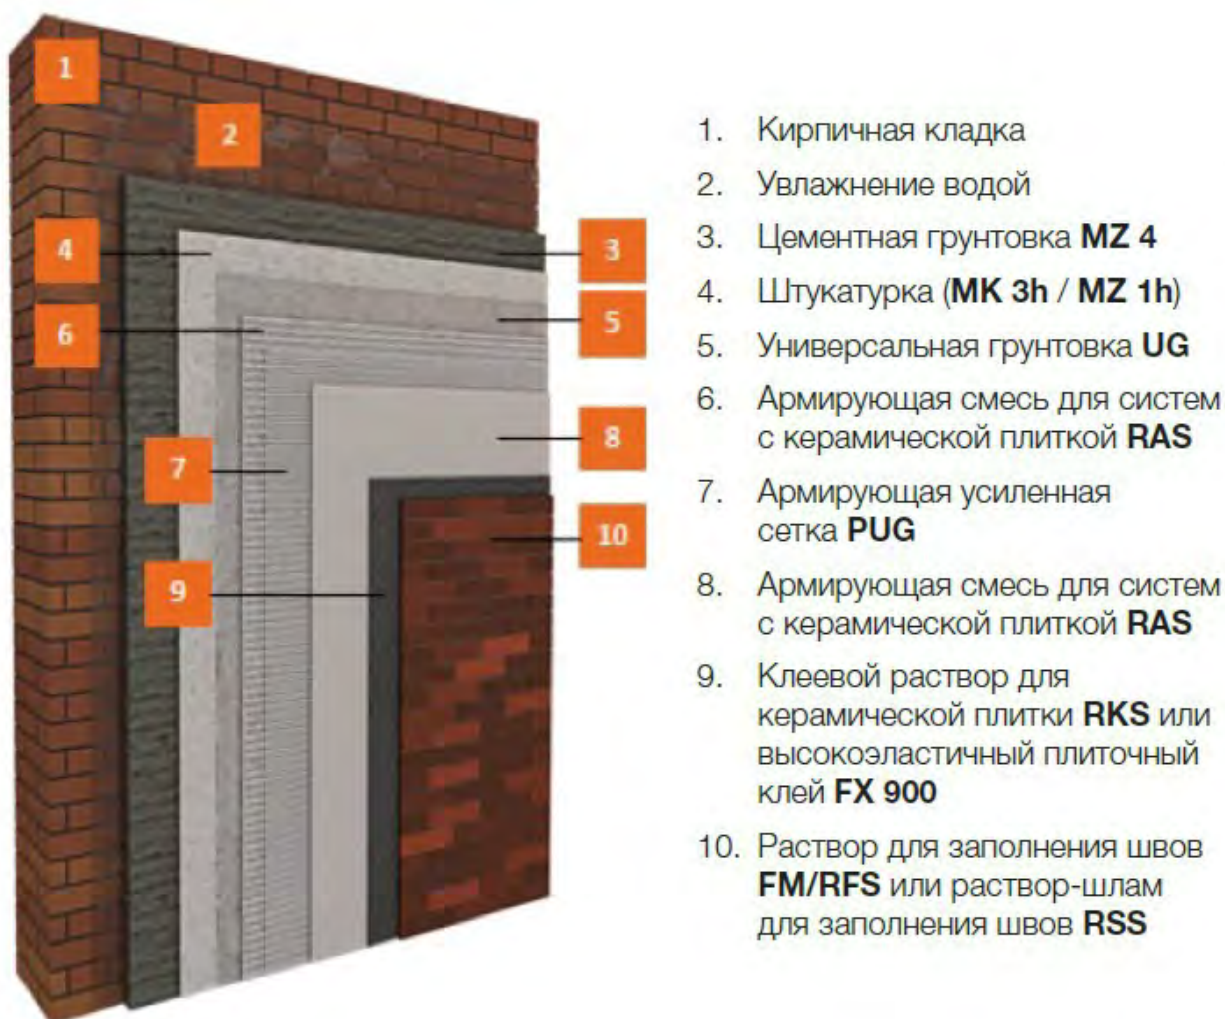 1
2
4
3
6
5
8
7
10
9
1. Кирпичная кладка
2. Увлажнение водой
3. Цементная грунтовка MZ 4
4. Штукатурка (MK 3h / MZ 1h)
5. Универсальная грунтовка UG
6. Армирующая смесь для систем
с керамической плиткой RAS
7. Армирующая усиленная
сетка PUG
8. Армирующая смесь для систем
с керамической плиткой RAS
9. Клеевой раствор для
керамической плитки RKS или
высокоэластичный плиточный
клей FX 900
10. Раствор для заполнения швов
FM/RFS или раствор-шлам
для заполнения швов RSS